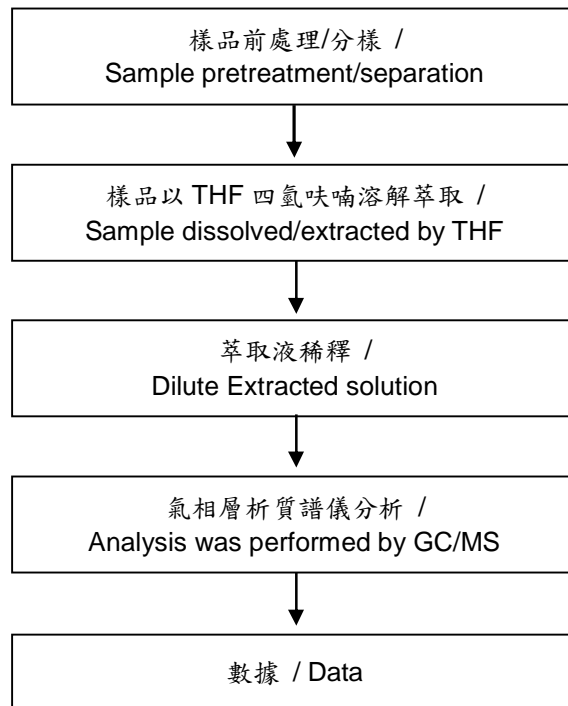 樣品前處理/分樣 /
Sample pretreatment/separation
樣品以 THF 四氫呋喃溶解萃取 /
Sample dissolved/extracted by THF
萃取液稀釋 /
Dilute Extracted solution
氣相層析質譜儀分析 /
Analysis was performed by GC/MS
數據 / Data